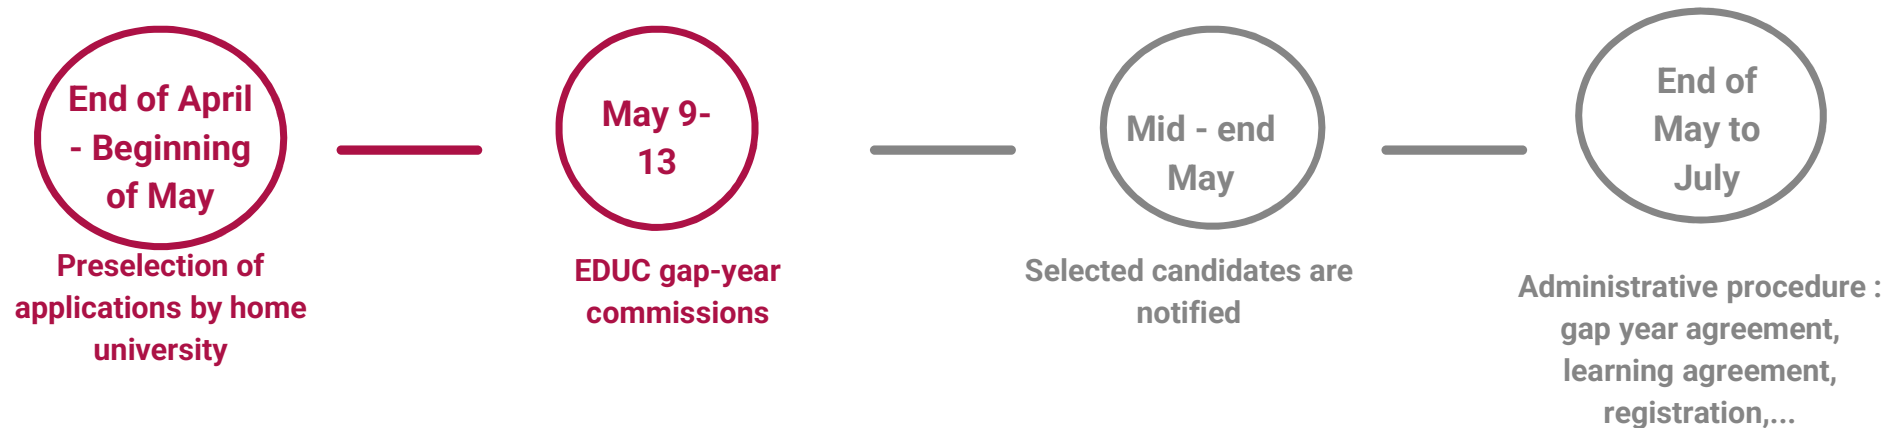 End of April
- Beginning
of May
Preselection of
applications by home
university
May 9-
13
EDUC gap-year
commissions
Mid - end
May
Selected candidates are
notified
End of
May to
July
Administrative procedure :
gap year agreement,
learning agreement,
registration,...